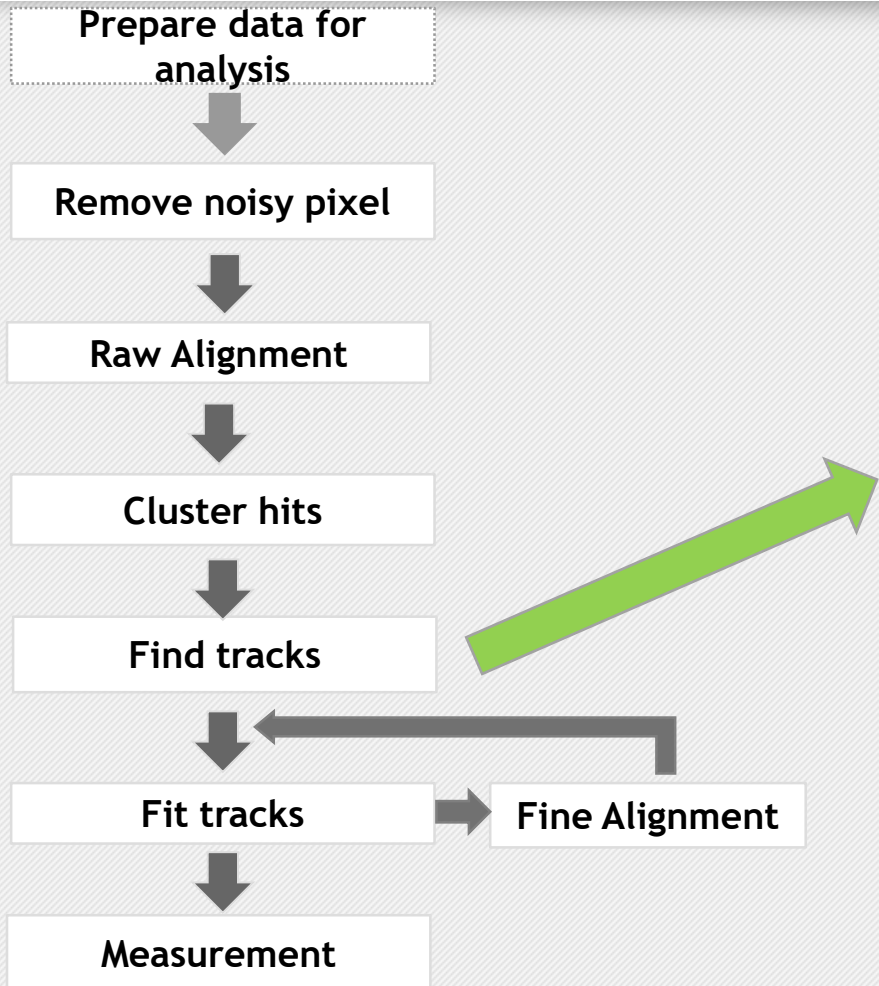 Prepare data for
analysis
Remove noisy pixel
Raw Alignment
Cluster hits
Find tracks
Fit tracks
Fine Alignment
Measurement